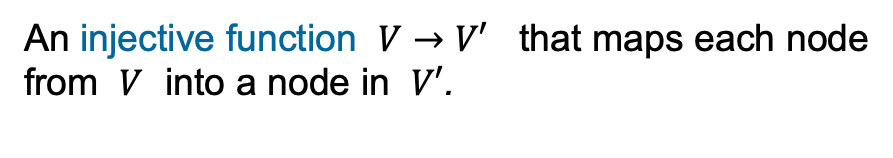 An injective function V → V′ that maps each node
from V into a node in V′.